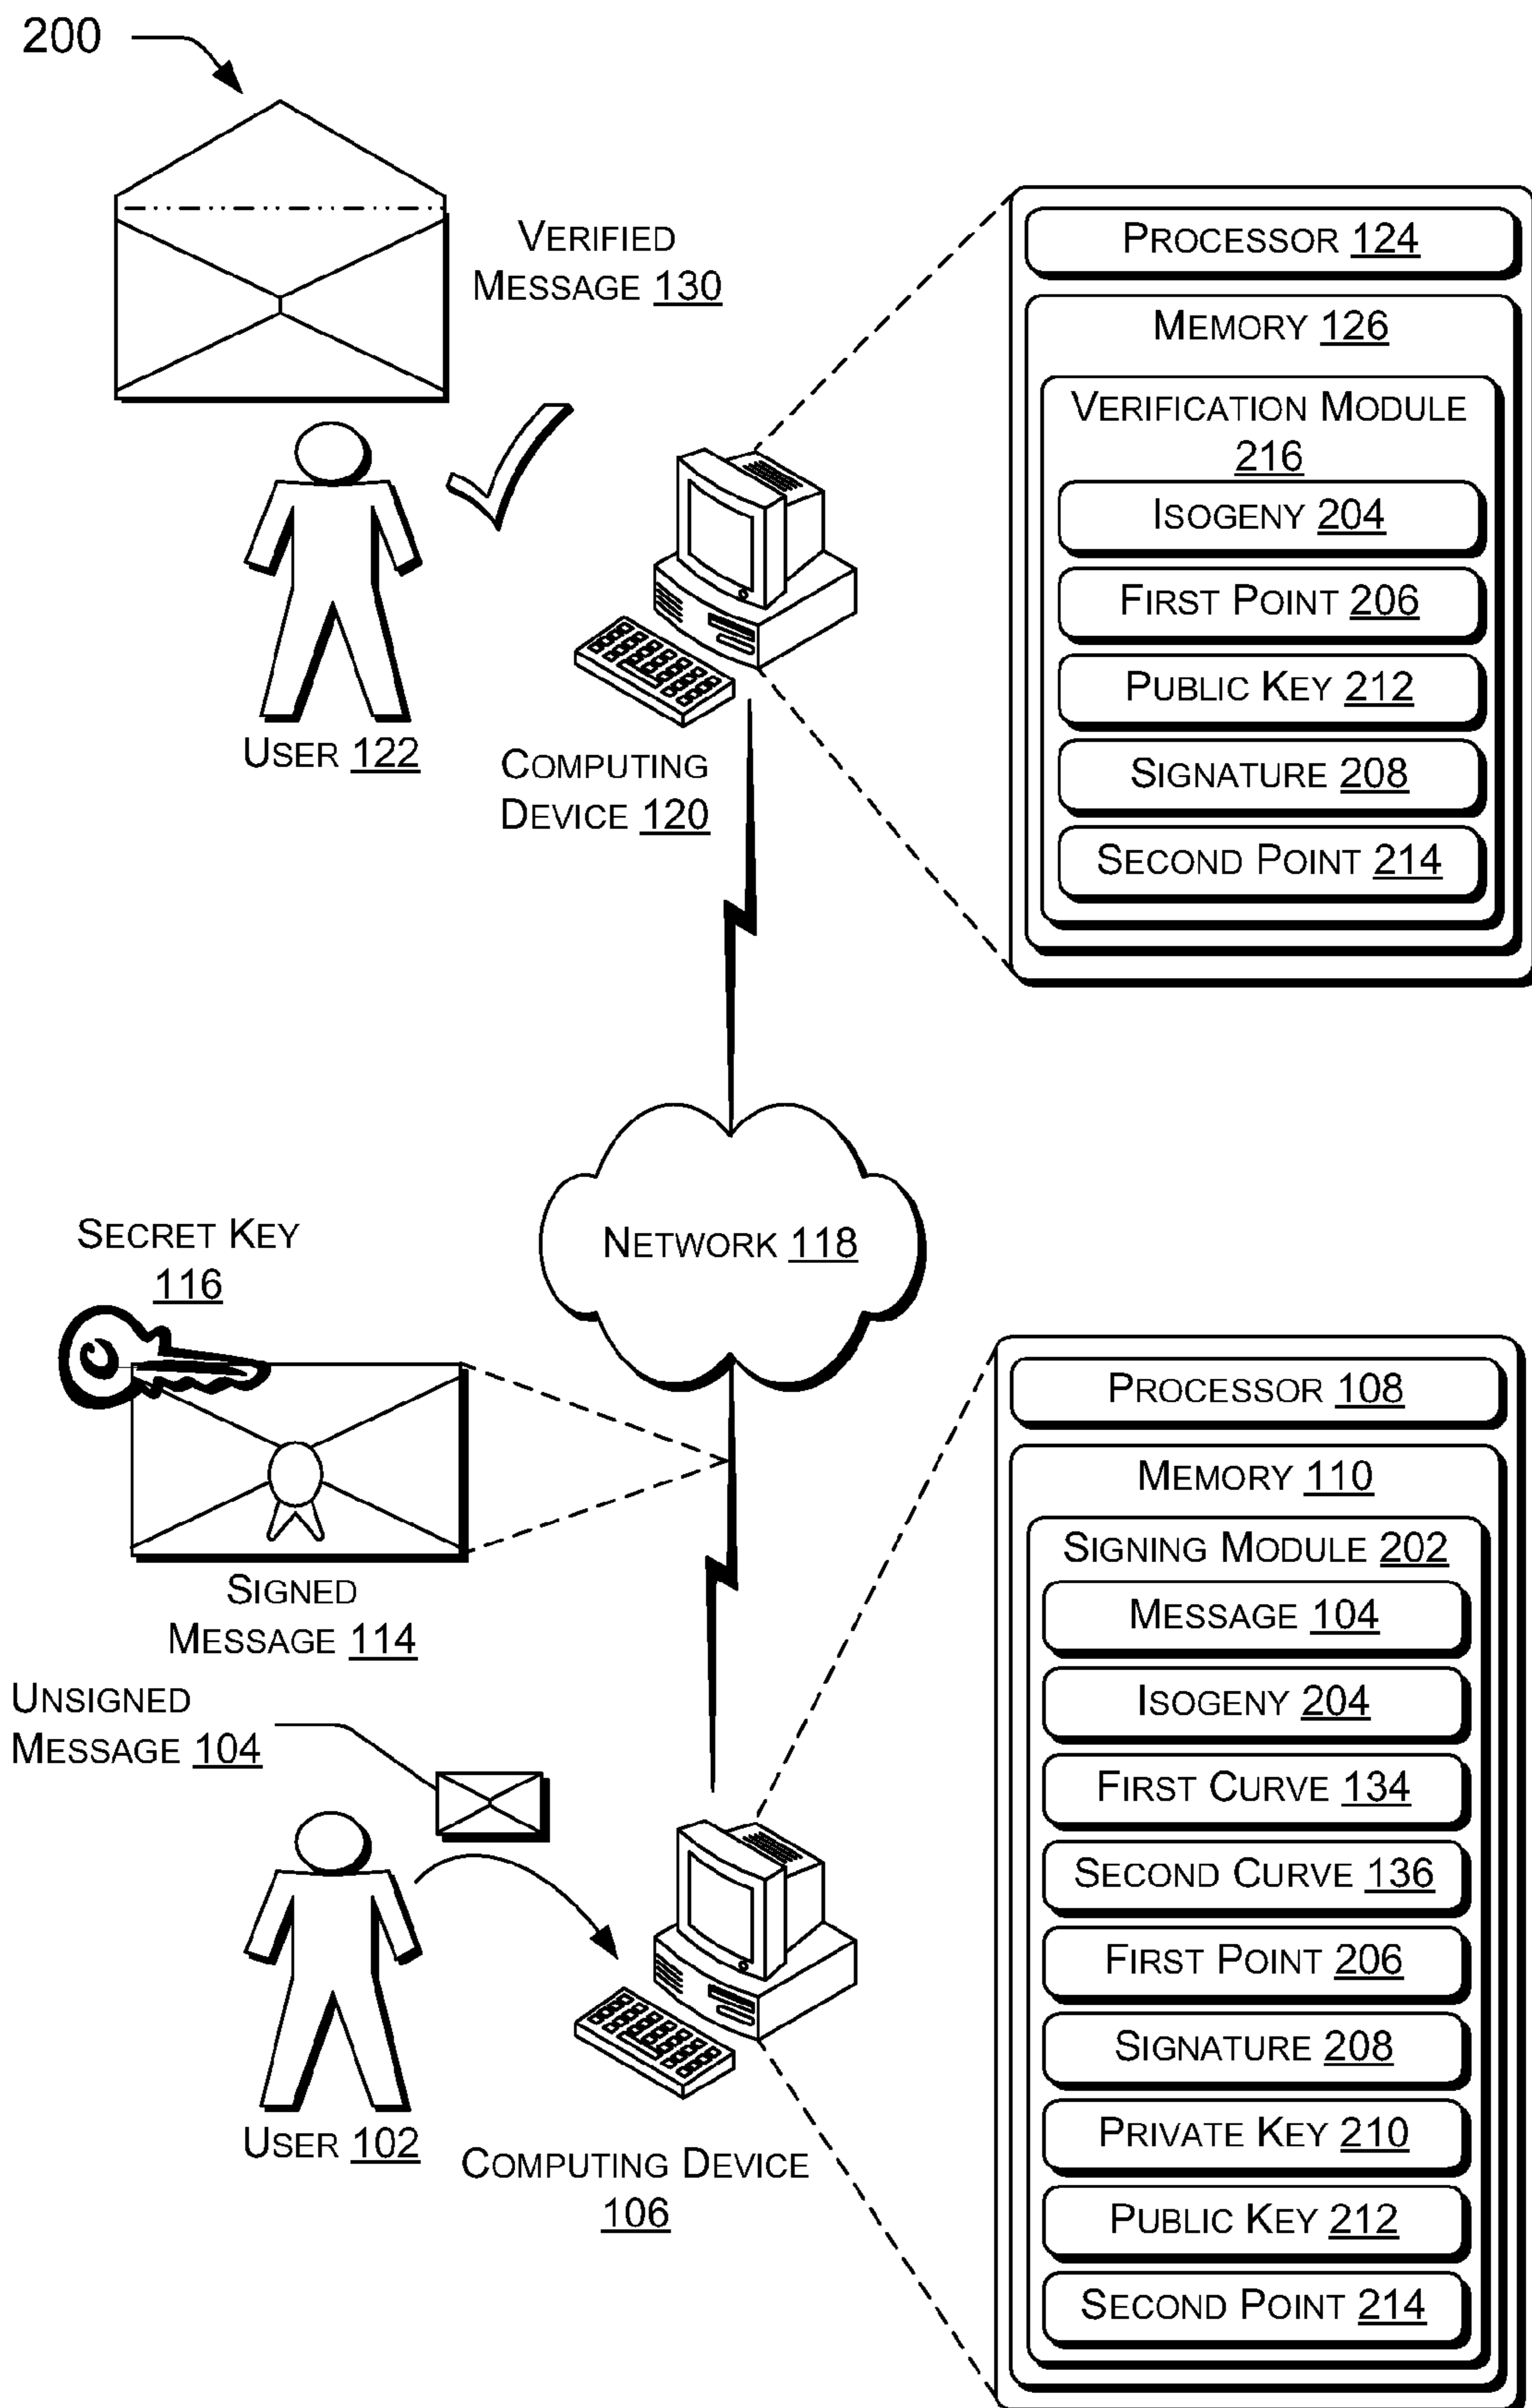 200
VERIFIED
MESSAGE 130
USER 122
COMPUTING
DEVICE 120
PROCESSOR 124
MEMORY 126
VERIFICATION MODULE
216
ISOGENY 204
FIRST POINT 206
PUBLIC KEY 212
SIGNATURE 208
SECOND POINT 214
NETWORK 118
SECRET KEY
116
SIGNED
MESSAGE 114
UNSIGNED
MESSAGE 104
USER 102
COMPUTING DEVICE
106
PROCESSOR 108
MEMORY 110
SIGNING MODULE 202
MESSAGE 104
ISOGENY 204
FIRST CURVE 134
SECOND CURVE 136
FIRST POINT 206
SIGNATURE 208
PRIVATE KEY 210
PUBLIC KEY 212
SECOND POINT 214